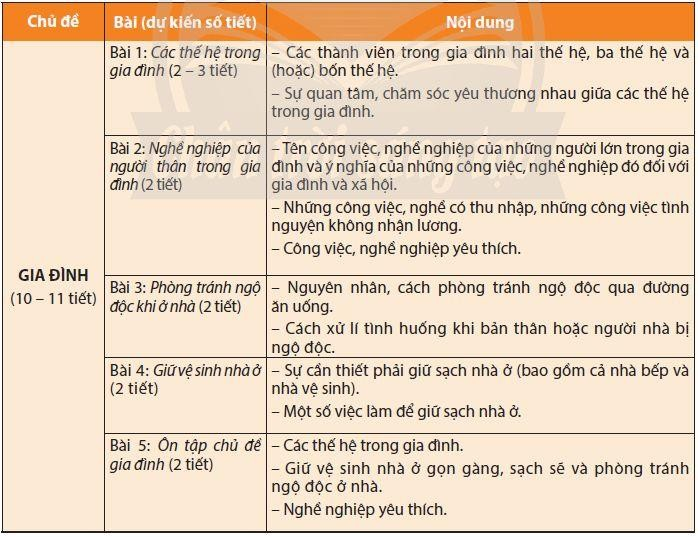 Chủ đề
Bài (dự kiến số tiết)
Nội dung
GIA ĐÌNH
(10 – 11 tiết)
Bài 1: Các thế hệ trong
gia đình (2 – 3 tiết)
– Các thành viên trong gia đình hai thế hệ, ba thế hệ và
(hoặc) bốn thế hệ.
– Sự quan tâm, chăm sóc yêu thương nhau giữa các thế hệ
trong gia đình.
Bài 2: Nghề nghiệp của
người thân trong gia
đình (2 tiết)
– Tên công việc, nghề nghiệp của những người lớn trong gia
đình và ý nghĩa của những công việc, nghề nghiệp đó đối với
gia đình và xã hội.
– Những công việc, nghề có thu nhập, những công việc tình
nguyện không nhận lương.
– Công việc, nghề nghiệp yêu thích.
Bài 3: Phòng tránh ngộ
độc khi ở nhà (2 tiết)
– Nguyên nhân, cách phòng tránh ngộ độc qua đường
ăn uống.
– Cách xử lí tình huống khi bản thân hoặc người nhà bị
ngộ độc.
Bài 4: Giữ vệ sinh nhà ở
(2 tiết)
– Sự cần thiết phải giữ sạch nhà ở (bao gồm cả nhà bếp và
nhà vệ sinh).
– Một số việc làm để giữ sạch nhà ở.
Bài 5: Ôn tập chủ đề
gia đình (2 tiết)
– Các thế hệ trong gia đình.
– Giữ vệ sinh nhà ở gọn gàng, sạch sẽ và phòng tránh
ngộ độc ở nhà.
– Nghề nghiệp yêu thích.
Chân trời sáng tạo